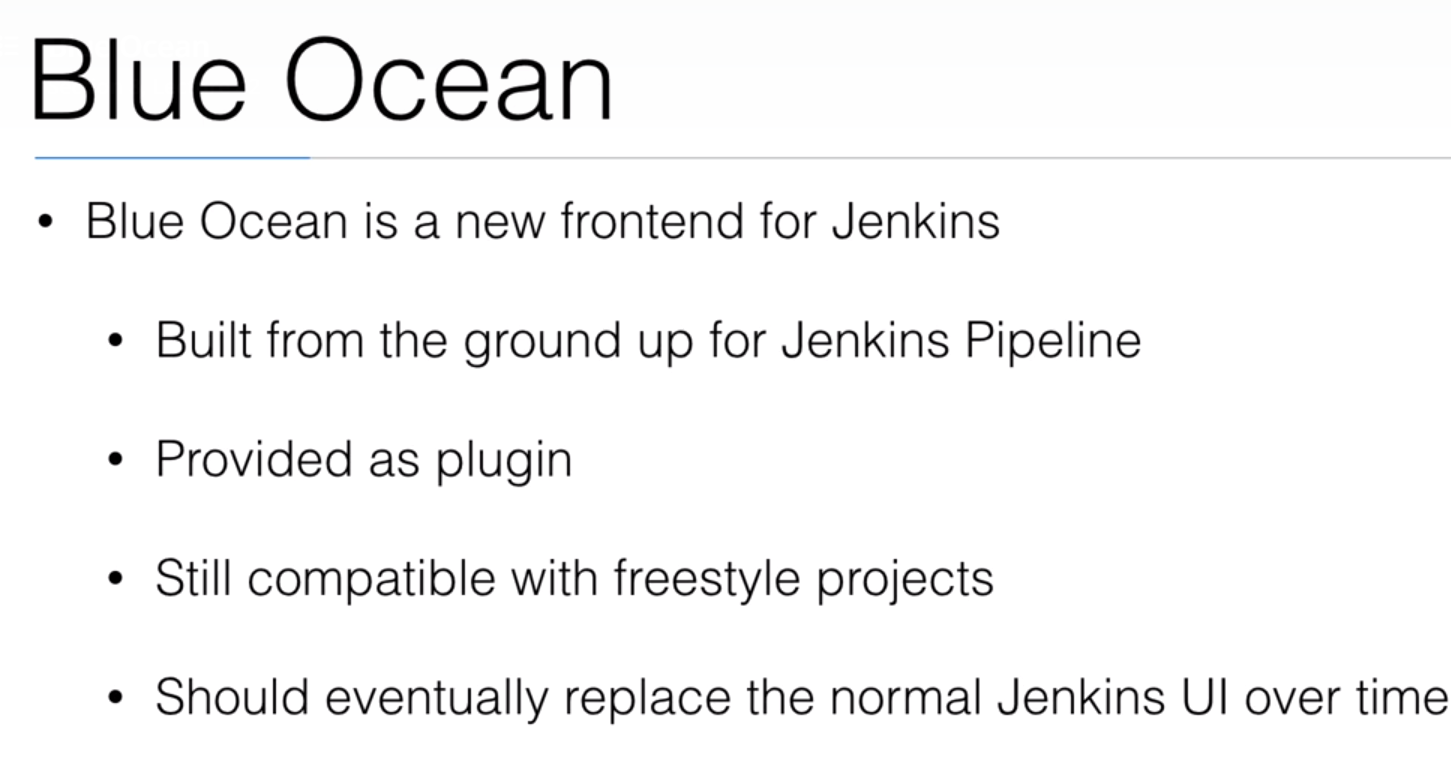 Blue Ocean
• Blue Ocean is a new frontend for Jenkins
• Built from the ground up for Jenkins Pipeline
• Provided as plugin
• Still compatible with freestyle projects
• Should eventually replace the normal Jenkins UI over time